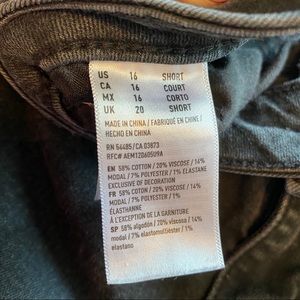 US 16 SHORT
CA 16 COURT
MX 16 CORTO
UK 20 SHORT
MADE IN CHINA / FABRIQUÉ EN CHINE /
HECHO EN CHINA
RN 54485/CA 03873
RFC# AEM120605U9A
EN 58% COTTON / 20% VISCOSE / 14%
MODAL / 7% POLYESTER / 1% ELASTANE
EXCLUSIVE OF DECORATION
FR 58% COTON / 20% VISCOSE / 14%
MODAL / 7% POLYESTER / 1%
ÉLASTHANNE
À L'EXCEPTION DE LA GARNITURE
SP 58% algodón / 20% viscosa / 14%
modal / 7% elastomultiéster / 1%
elastano